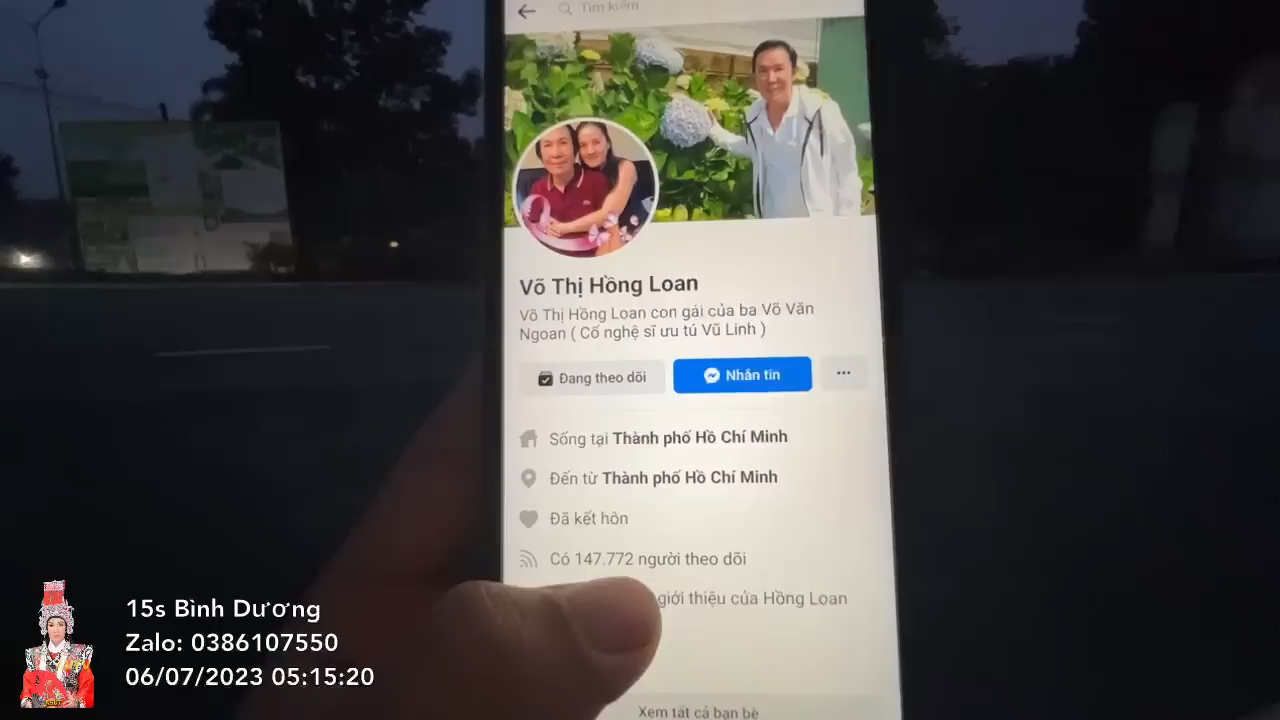 Tìm kiếm
Võ Thị Hồng Loan
Võ Thị Hồng Loan con gái của ba Võ Văn
Ngoan ( Cố nghệ sĩ ưu tú Vũ Linh )
Đang theo dõi
Nhắn tin
Sống tại Thành phố Hồ Chí Minh
Đến từ Thành phố Hồ Chí Minh
Đã kết hôn
Có 147.772 người theo dõi
giới thiệu của Hồng Loan
Xem tất cả bạn bè
15s Bình Dương
Zalo: 0386107550
06/07/2023 05:15:20